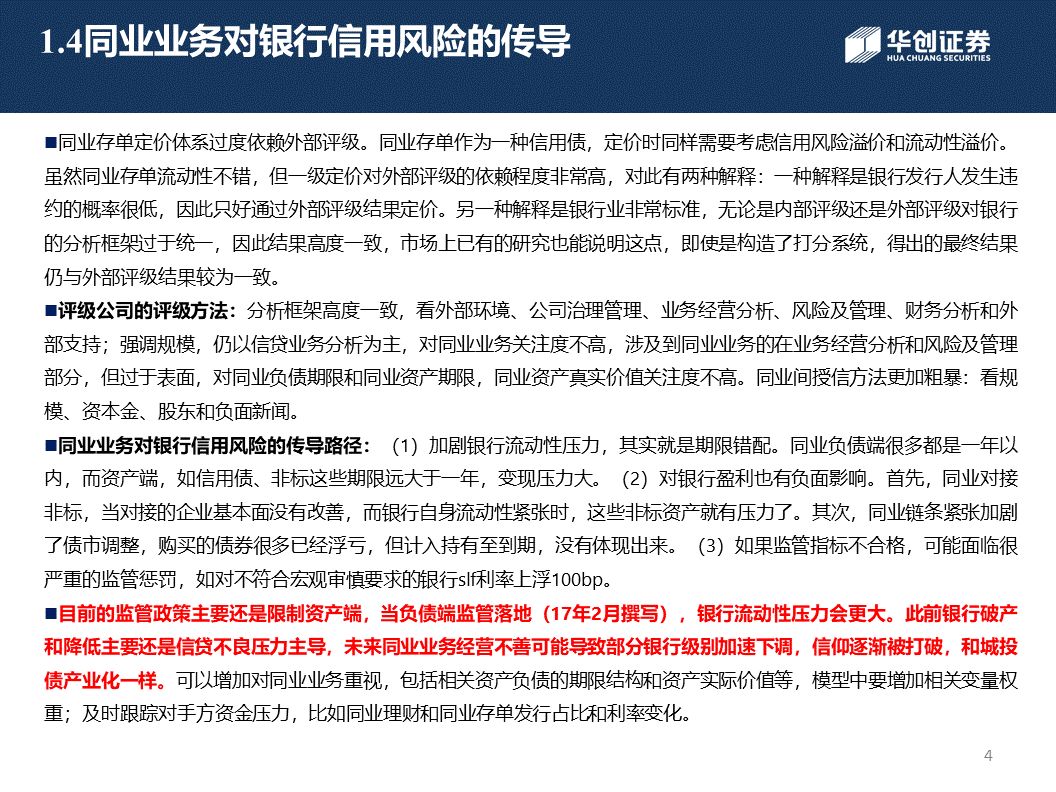 1.4同业业务对银行信用风险的传导
华创证券
HUA CHUANG SECURITIES
■同业存单定价体系过度依赖外部评级。同业存单作为一种信用债，定价时同样需要考虑信用风险溢价和流动性溢价。
虽然同业存单流动性不错，但一级定价对外部评级的依赖程度非常高，对此有两种解释：一种解释是银行发行人发生违
约的概率很低，因此只好通过外部评级结果定价。另一种解释是银行业非常标准，无论是内部评级还是外部评级对银行
的分析框架过于统一，因此结果高度一致，市场上已有的研究也能说明这点，即使是构造了打分系统，得出的最终结果
仍与外部评级结果较为一致。
■评级公司的评级方法：分析框架高度一致，看外部环境、公司治理管理、业务经营分析、风险及管理、财务分析和外
部支持；强调规模，仍以信贷业务分析为主，对同业业务关注度不高，涉及到同业业务的在业务经营分析和风险及管理
部分，但过于表面，对同业负债期限和同业资产期限，同业资产真实价值关注度不高。同业间授信方法更加粗暴：看规
模、资本金、股东和负面新闻。
■同业业务对银行信用风险的传导路径：（1）加剧银行流动性压力，其实就是期限错配。同业负债端很多都是一年以
内，而资产端，如信用债、非标这些期限远大于一年，变现压力大。（2）对银行盈利也有负面影响。首先，同业对接
非标，当对接的企业基本面没有改善，而银行自身流动性紧张时，这些非标资产就有压力了。其次，同业链条紧张加剧
了债市调整，购买的债券很多已经浮亏，但计入持有至到期，没有体现出来。（3）如果监管指标不合格，可能面临很
严重的监管惩罚，如对不符合宏观审慎要求的银行slf利率上浮100bp。
■目前的监管政策主要还是限制资产端，当负债端监管落地（17年2月撰写），银行流动性压力会更大。此前银行破产
和降低主要还是信贷不良压力主导，未来同业业务经营不善可能导致部分银行级别加速下调，信仰逐渐被打破，和城投
债产业化一样。可以增加对同业业务重视，包括相关资产负债的期限结构和资产实际价值等，模型中要增加相关变量权
重；及时跟踪对手方资金压力，比如同业理财和同业存单发行占比和利率变化。
4